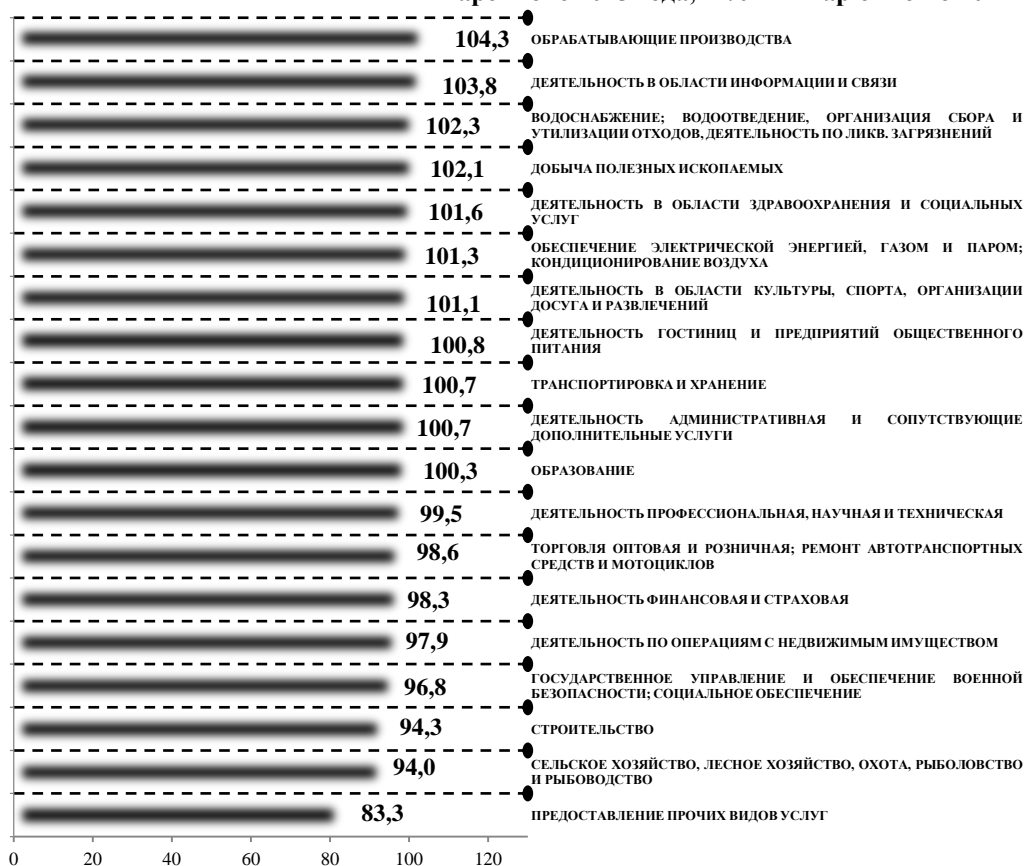 104,3 ОБРАБАТЫВАЮЩИЕ ПРОИЗВОДСТВА
103,8 ДЕЯТЕЛЬНОСТЬ В ОБЛАСТИ ИНФОРМАЦИИ И СВЯЗИ
102,3 ВОДОСНАБЖЕНИЕ; ВОДООТВЕДЕНИЕ, ОРГАНИЗАЦИЯ СБОРА И
УТИЛИЗАЦИИ ОТХОДОВ, ДЕЯТЕЛЬНОСТЬ ПО ЛИКВ. ЗАГРЯЗНЕНИЙ
102,1 ДОБЫЧА ПОЛЕЗНЫХ ИСКОПАЕМЫХ
101,6 ДЕЯТЕЛЬНОСТЬ В ОБЛАСТИ ЗДРАВООХРАНЕНИЯ И СОЦИАЛЬНЫХ
УСЛУГ
101,3 ОБЕСПЕЧЕНИЕ ЭЛЕКТРИЧЕСКОЙ ЭНЕРГИЕЙ, ГАЗОМ И ПАРОМ;
КОНДИЦИОНИРОВАНИЕ ВОЗДУХА
101,1 ДЕЯТЕЛЬНОСТЬ В ОБЛАСТИ КУЛЬТУРЫ, СПОРТА, ОРГАНИЗАЦИИ
ДОСУГА И РАЗВЛЕЧЕНИЙ
100,8 ДЕЯТЕЛЬНОСТЬ ГОСТИНИЦ И ПРЕДПРИЯТИЙ ОБЩЕСТВЕННОГО
ПИТАНИЯ
100,7 ТРАНСПОРТИРОВКА И ХРАНЕНИЕ
100,7 ДЕЯТЕЛЬНОСТЬ АДМИНИСТРАТИВНАЯ И СОПУТСТВУЮЩИЕ
ДОПОЛНИТЕЛЬНЫЕ УСЛУГИ
100,3 ОБРАЗОВАНИЕ
99,5 ДЕЯТЕЛЬНОСТЬ ПРОФЕССИОНАЛЬНАЯ, НАУЧНАЯ И ТЕХНИЧЕСКАЯ
98,6 ТОРГОВЛЯ ОПТОВАЯ И РОЗНИЧНАЯ; РЕМОНТ АВТОТРАНСПОРТНЫХ
СРЕДСТВ И МОТОЦИКЛОВ
98,3 ДЕЯТЕЛЬНОСТЬ ФИНАНСОВАЯ И СТРАХОВАЯ
97,9 ДЕЯТЕЛЬНОСТЬ ПО ОПЕРАЦИЯМ С НЕДВИЖИМЫМ ИМУЩЕСТВОМ
96,8 ГОСУДАРСТВЕННОЕ УПРАВЛЕНИЕ И ОБЕСПЕЧЕНИЕ ВОЕННОЙ
БЕЗОПАСНОСТИ; СОЦИАЛЬНОЕ ОБЕСПЕЧЕНИЕ
94,3 СТРОИТЕЛЬСТВО
94,0 СЕЛЬСКОЕ ХОЗЯЙСТВО, ЛЕСНОЕ ХОЗЯЙСТВО, ОХОТА, РЫБОЛОВСТВО
И РЫБОВОДСТВО
83,3 ПРЕДОСТАВЛЕНИЕ ПРОЧИХ ВИДОВ УСЛУГ
0 20 40 60 80 100 120